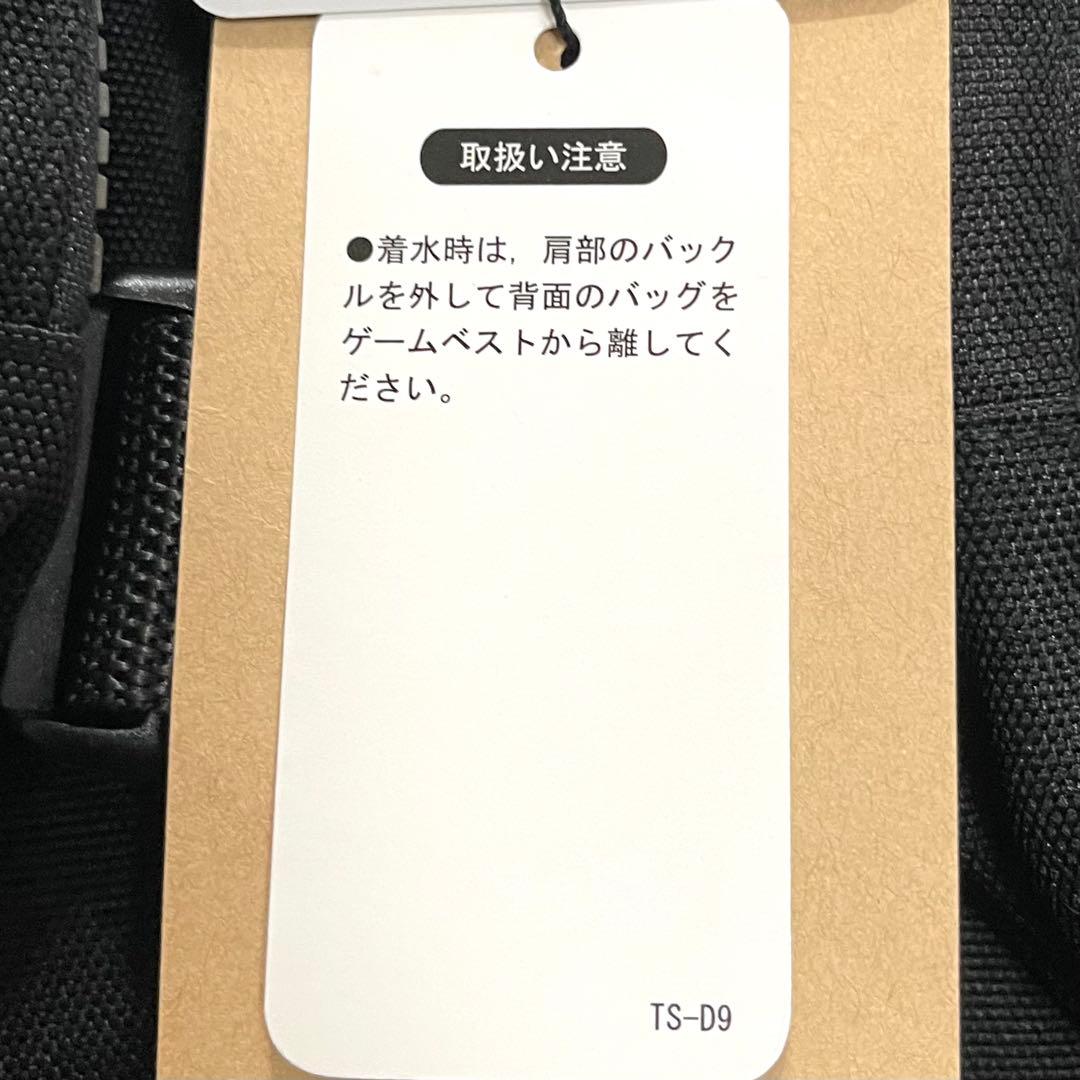 取扱い注意
●着水時は，肩部のバック
ルを外して背面のバッグを
ゲームベストから離してく
ださい。
TS-D9